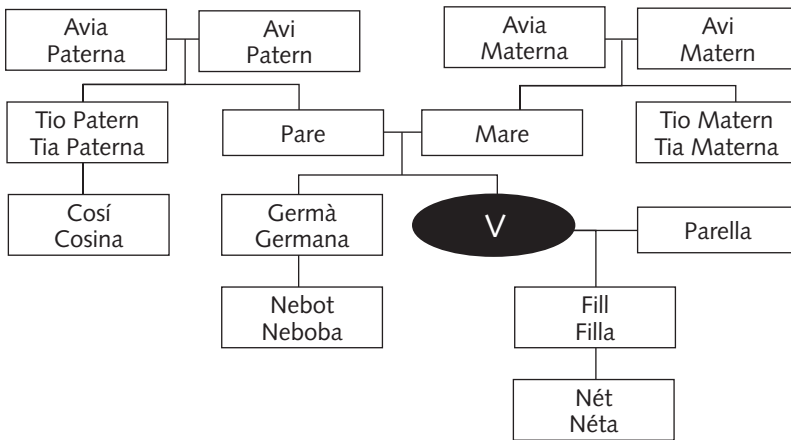 Avia
Paterna
Avi
Patern
Avia
Materna
Avi
Matern
Tio Patern
Tia Paterna
Pare
Mare
Tio Matern
Tia Materna
Cosí
Cosina
Germà
Germana
V
Parella
Nebot
Neboba
Fill
Filla
Nét
Néta